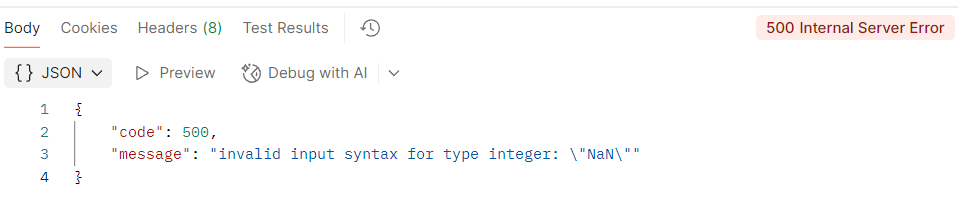 Body Cookies Headers (8) Test Results 500 Internal Server Error
{} JSON Preview Debug with AI
1 {
2 "code": 500,
3 "message": "invalid input syntax for type integer: \"NaN\""
4 }